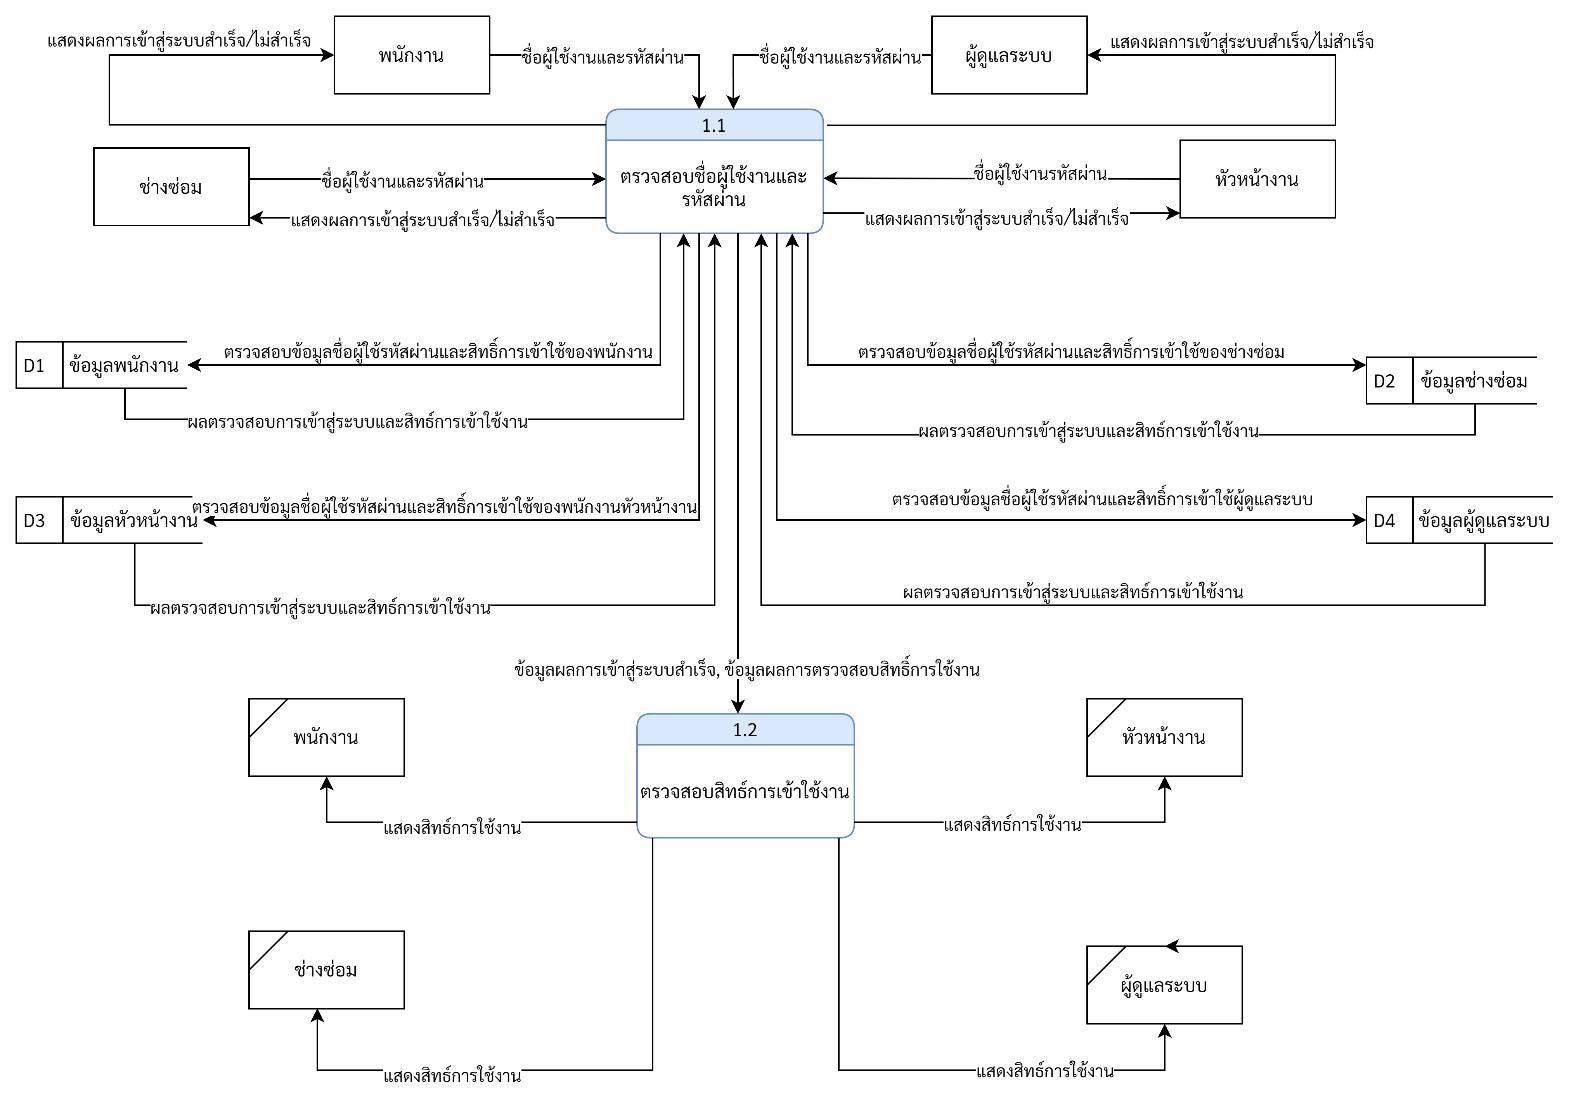 แสดงผลการเข้าสู่ระบบสำเร็จ/ไม่สำเร็จ
พนักงาน
ชื่อผู้ใช้งานและรหัสผ่าน
ชื่อผู้ใช้งานและรหัสผ่าน
ผู้ดูแลระบบ
แสดงผลการเข้าสู่ระบบสำเร็จ/ไม่สำเร็จ
1.1
ตรวจสอบชื่อผู้ใช้งานและ
รหัสผ่าน
ช่างซ่อม
ชื่อผู้ใช้งานและรหัสผ่าน
ชื่อผู้ใช้งานรหัสผ่าน
หัวหน้างาน
แสดงผลการเข้าสู่ระบบสำเร็จ/ไม่สำเร็จ
แสดงผลการเข้าสู่ระบบสำเร็จ/ไม่สำเร็จ
D1
ข้อมูลพนักงาน
ตรวจสอบข้อมูลชื่อผู้ใช้รหัสผ่านและสิทธิ์การเข้าใช้ของพนักงาน
ตรวจสอบข้อมูลชื่อผู้ใช้รหัสผ่านและสิทธิ์การเข้าใช้ของช่างซ่อม
D2
ข้อมูลช่างซ่อม
ผลตรวจสอบการเข้าสู่ระบบและสิทธ์การเข้าใช้งาน
ผลตรวจสอบการเข้าสู่ระบบและสิทธ์การเข้าใช้งาน
D3
ข้อมูลหัวหน้างาน
ตรวจสอบข้อมูลชื่อผู้ใช้รหัสผ่านและสิทธิ์การเข้าใช้ของพนักงานหัวหน้างาน
ตรวจสอบข้อมูลชื่อผู้ใช้รหัสผ่านและสิทธิ์การเข้าใช้ผู้ดูแลระบบ
D4
ข้อมูลผู้ดูแลระบบ
ผลตรวจสอบการเข้าสู่ระบบและสิทธ์การเข้าใช้งาน
ผลตรวจสอบการเข้าสู่ระบบและสิทธ์การเข้าใช้งาน
ข้อมูลผลการเข้าสู่ระบบสำเร็จ, ข้อมูลผลการตรวจสอบสิทธิ์การใช้งาน
พนักงาน
1.2
ตรวจสอบสิทธ์การเข้าใช้งาน
หัวหน้างาน
แสดงสิทธ์การใช้งาน
แสดงสิทธ์การใช้งาน
ช่างซ่อม
ผู้ดูแลระบบ
แสดงสิทธ์การใช้งาน
แสดงสิทธ์การใช้งาน